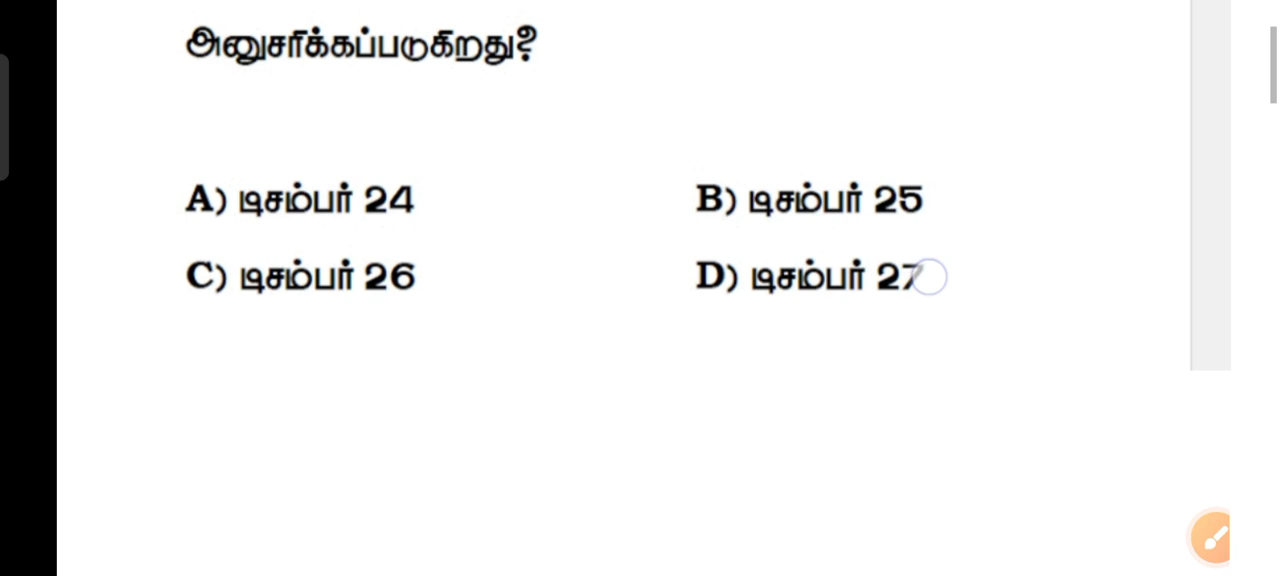 அனுசரிக்கப்படுகிறது?
A) டிசம்பர் 24
B) டிசம்பர் 25
C) டிசம்பர் 26
D) டிசம்பர் 27